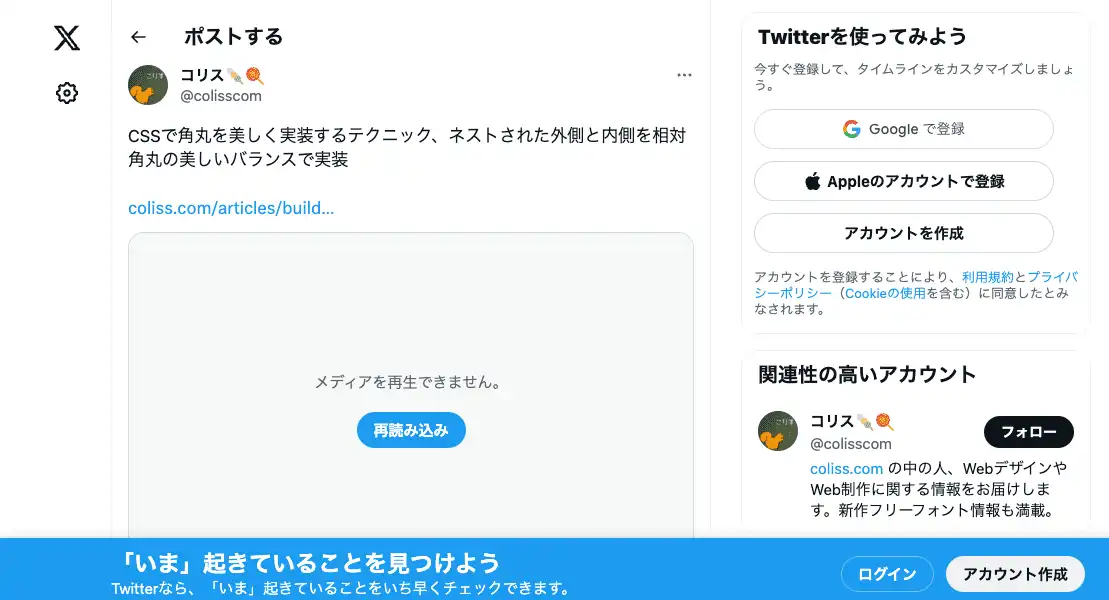 ポストする
コリス🍡🍭
@colisscom
CSSで角丸を美しく実装するテクニック、ネストされた外側と内側を相対
角丸の美しいバランスで実装
coliss.com/articles/build...
メディアを再生できません。
再読み込み
Twitterを使ってみよう
今すぐ登録して、タイムラインをカスタマイズしましょ
う。
Google で登録
Appleのアカウントで登録
アカウントを作成
アカウントを登録することにより、利用規約とプライバ
シーポリシー（Cookieの使用を含む）に同意したとみ
なされます。
関連性の高いアカウント
コリス🍡🍭
@colisscom
フォロー
coliss.com の中の人、Webデザインや
Web制作に関する情報をお届けしま
す。新作フリーフォント情報も満載。
「いま」起きていることを見つけよう
Twitterなら、「いま」起きていることをいち早くチェックできます。
ログイン
アカウント作成